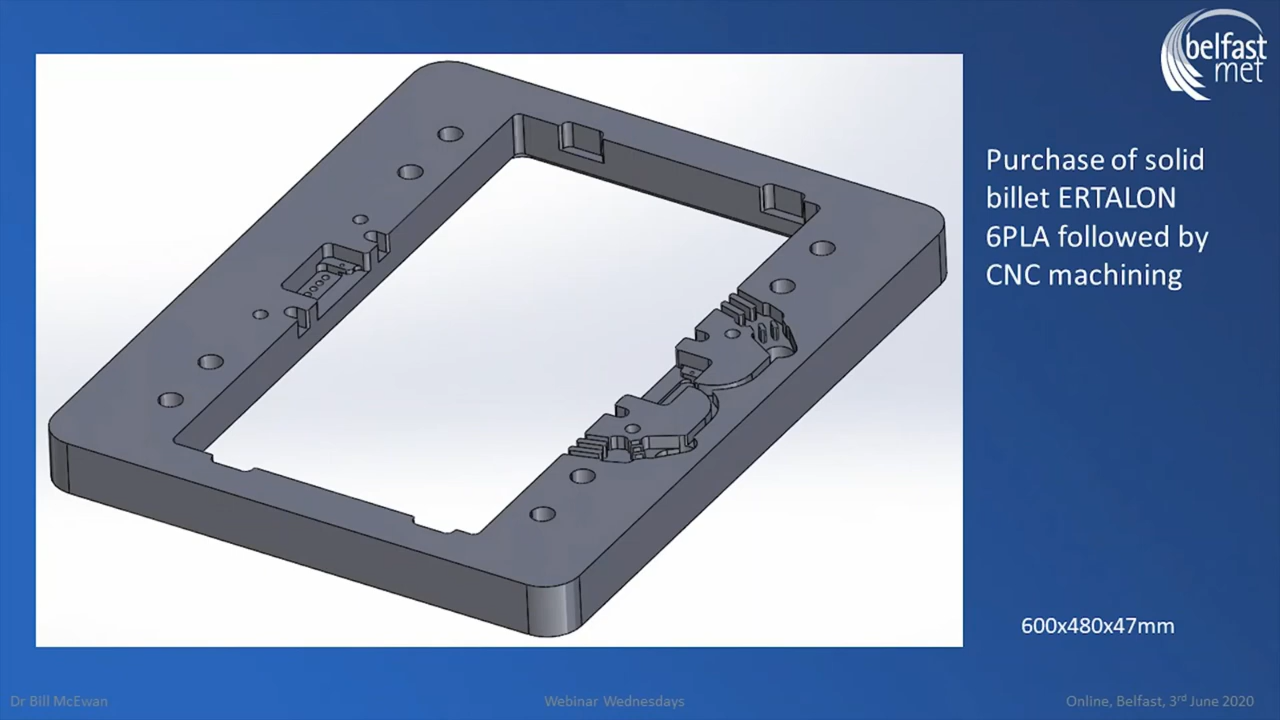 belfast
met
Purchase of solid
billet ERTALON
6PLA followed by
CNC machining
600x480x47mm
Dr Bill McEwan
Webinar Wednesdays
Online, Belfast, 3rd June 2020